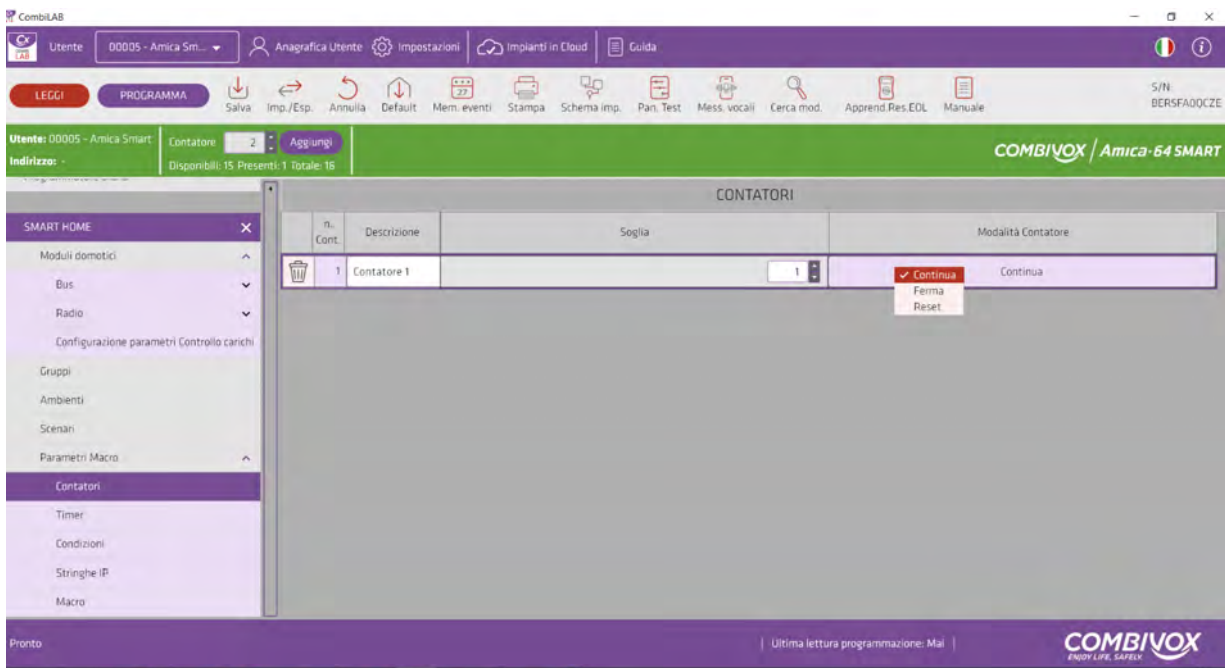 CombiLAB
Cx
LAB
Utente
00005 - Amica Sm...
Anagrafica Utente
Impostazioni
Impianti in Cloud
Guida
LEGGI
PROGRAMMA
Salva
Imp./Esp.
Annulla
Default
27
Mem. eventi
Stampa
Schema imp.
Pan. Test
Mess. vocali
Cerca mod.
Apprend.Res.EOL
Manuale
S/N
BERSFA0QCZE
Utente: 00005 - Amica Smart
Indirizzo: -
Contatore 2 Aggiungi
Disponibili: 15 Presenti: 1 Totale: 16
COMBIVOX / Amica-64 SMART
CONTATORI
n. Cont.
Descrizione
Soglia
Modalità Contatore
1
Contatore 1
1
Continua
Continua
Ferma
Reset
SMART HOME
Moduli domotici
Bus
Radio
Configurazione parametri Controllo carichi
Gruppi
Ambienti
Scenari
Parametri Macro
Contatori
Timer
Condizioni
Stringhe IP
Macro
Pronto
Ultima lettura programmazione: Mai
COMBIVOX
ENJOY LIFE, SAFELY.